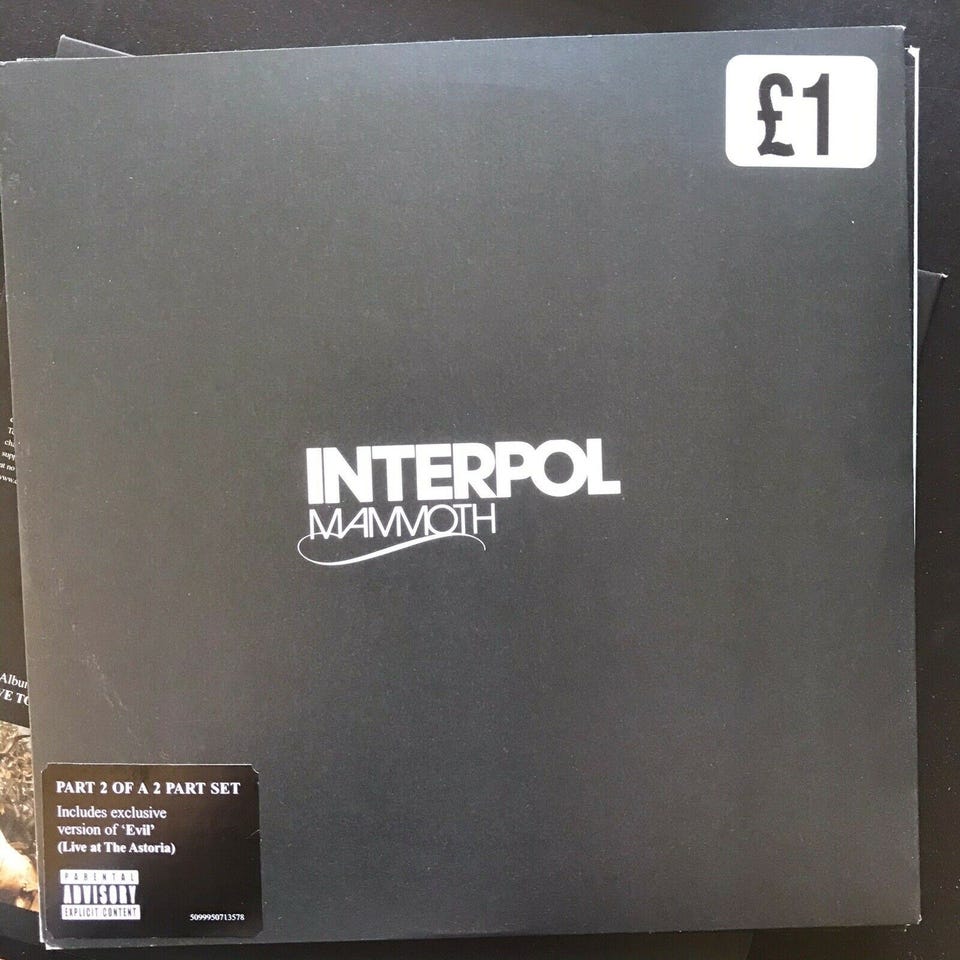 £1
INTERPOL
MAMMOTH
PART 2 OF A 2 PART SET
Includes exclusive
version of 'Evil'
(Live at The Astoria)
PARENTAL
ADVISORY
EXPLICIT CONTENT
5099950713578